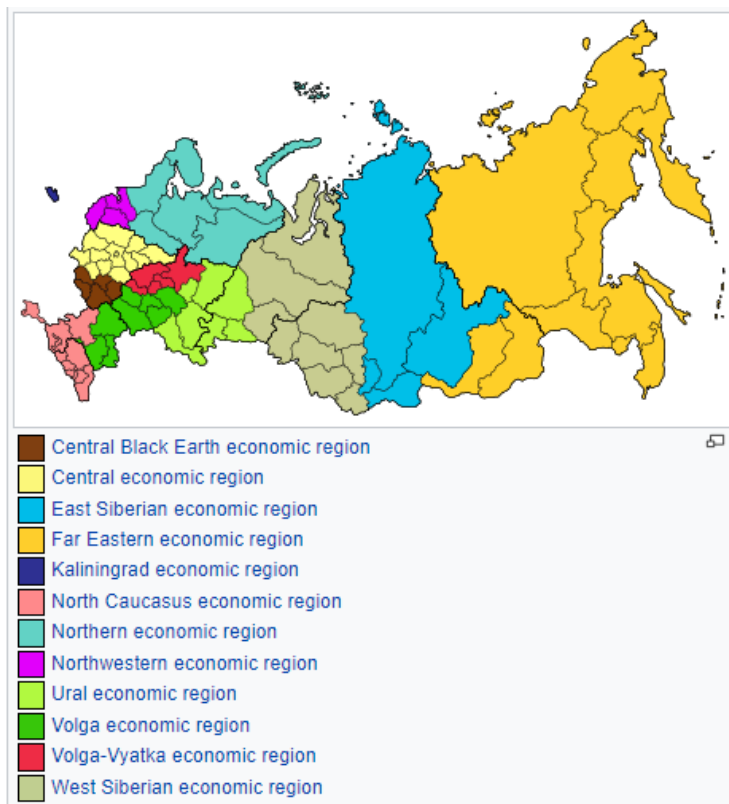 Central Black Earth economic region
Central economic region
East Siberian economic region
Far Eastern economic region
Kaliningrad economic region
North Caucasus economic region
Northern economic region
Northwestern economic region
Ural economic region
Volga economic region
Volga-Vyatka economic region
West Siberian economic region